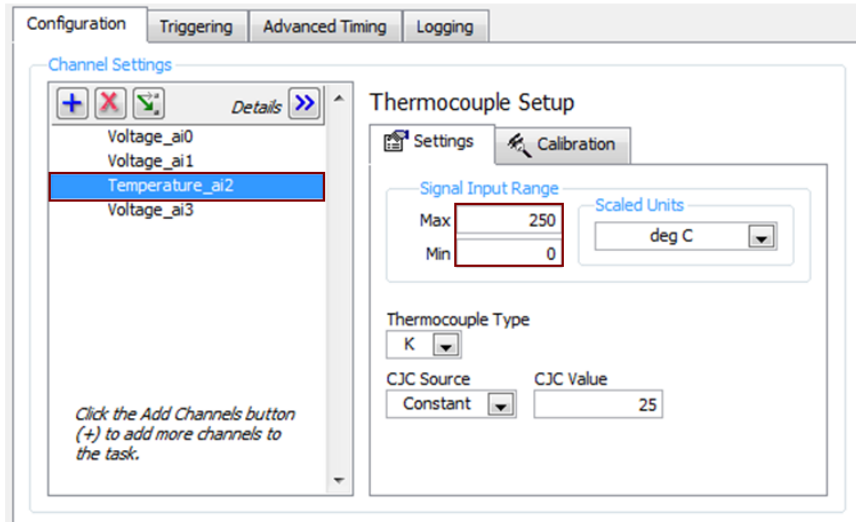 Configuration Triggering Advanced Timing Logging
Channel Settings
Details
Voltage_ai0
Voltage_ai1
Temperature_ai2
Voltage_ai3
Click the Add Channels button
(+) to add more channels to
the task.
Thermocouple Setup
Settings Calibration
Signal Input Range
Max 250
Min 0
Scaled Units
deg C
Thermocouple Type
K
CJC Source CJC Value
Constant 25